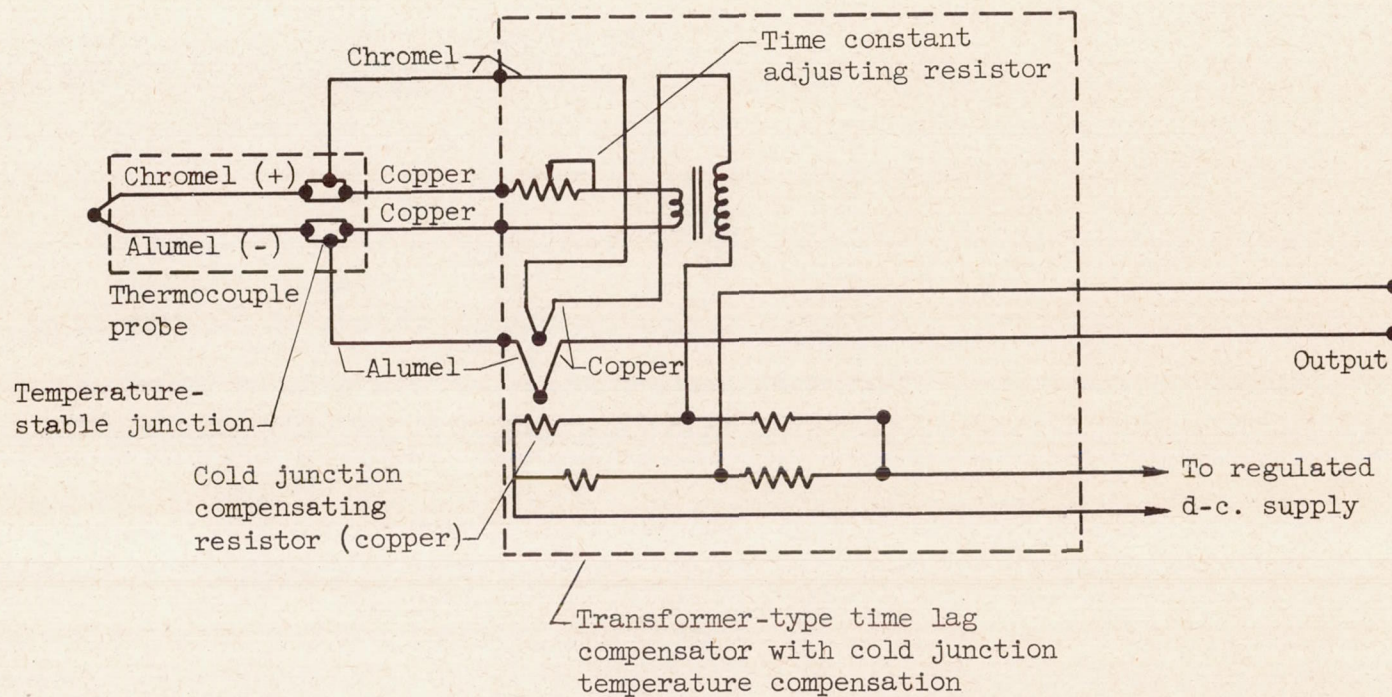 Time constant
adjusting resistor
Chromel
Chromel (+)
Copper
Copper
Alumel (-)
Thermocouple
probe
Alumel
Copper
Output
Temperature-
stable junction
Cold junction
compensating
resistor (copper)
To regulated
d-c. supply
Transformer-type time lag
compensator with cold junction
temperature compensation